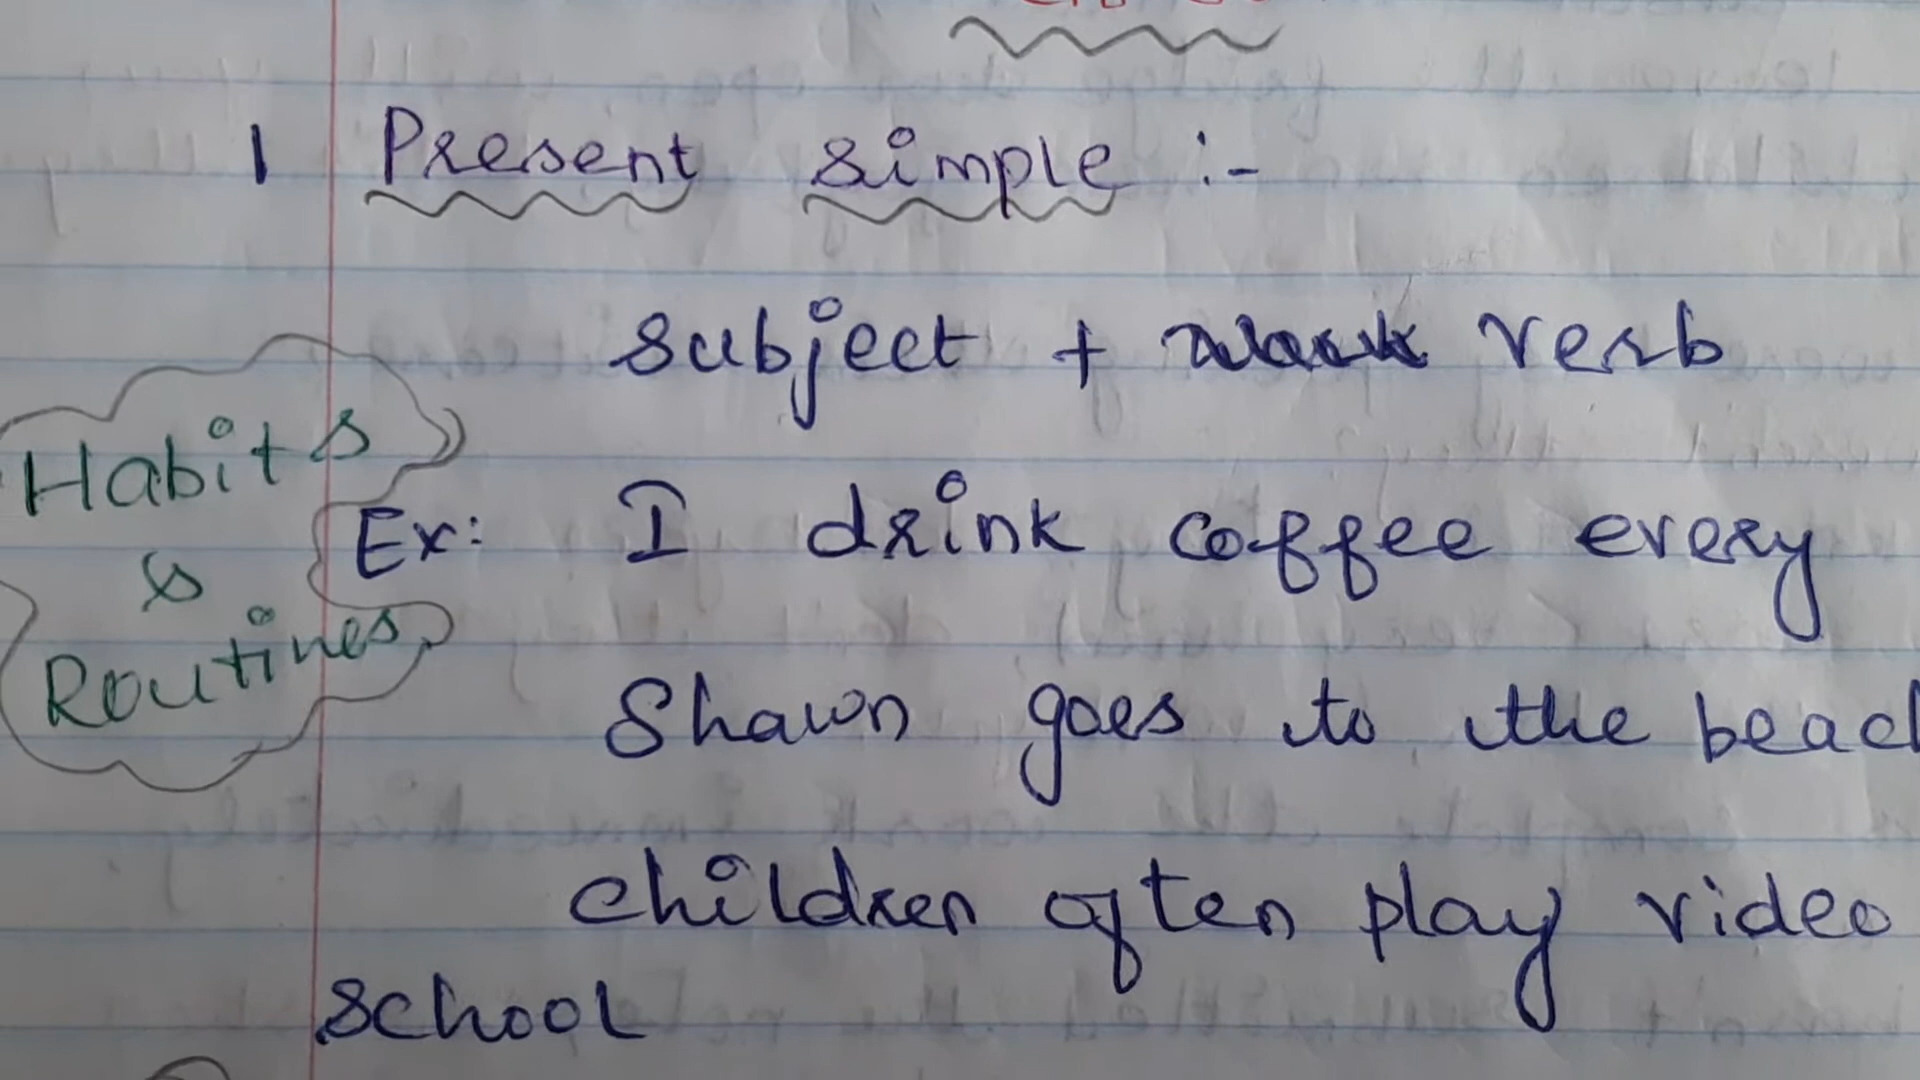 1 Present simple :-
subject + verb
Habits
&
Routines
Ex: I drink coffee every
Shawn goes to the beach
children often play video
school